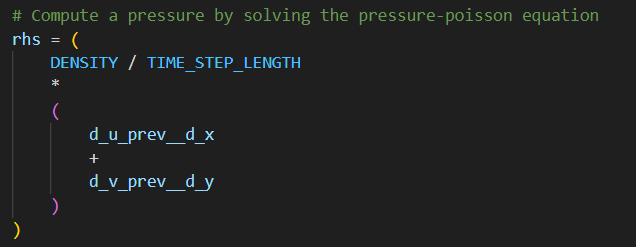 # Compute a pressure by solving the pressure-poisson equation
rhs = (
    DENSITY / TIME_STEP_LENGTH
    *
    (
        d_u_prev__d_x
        +
        d_v_prev__d_y
    )
)